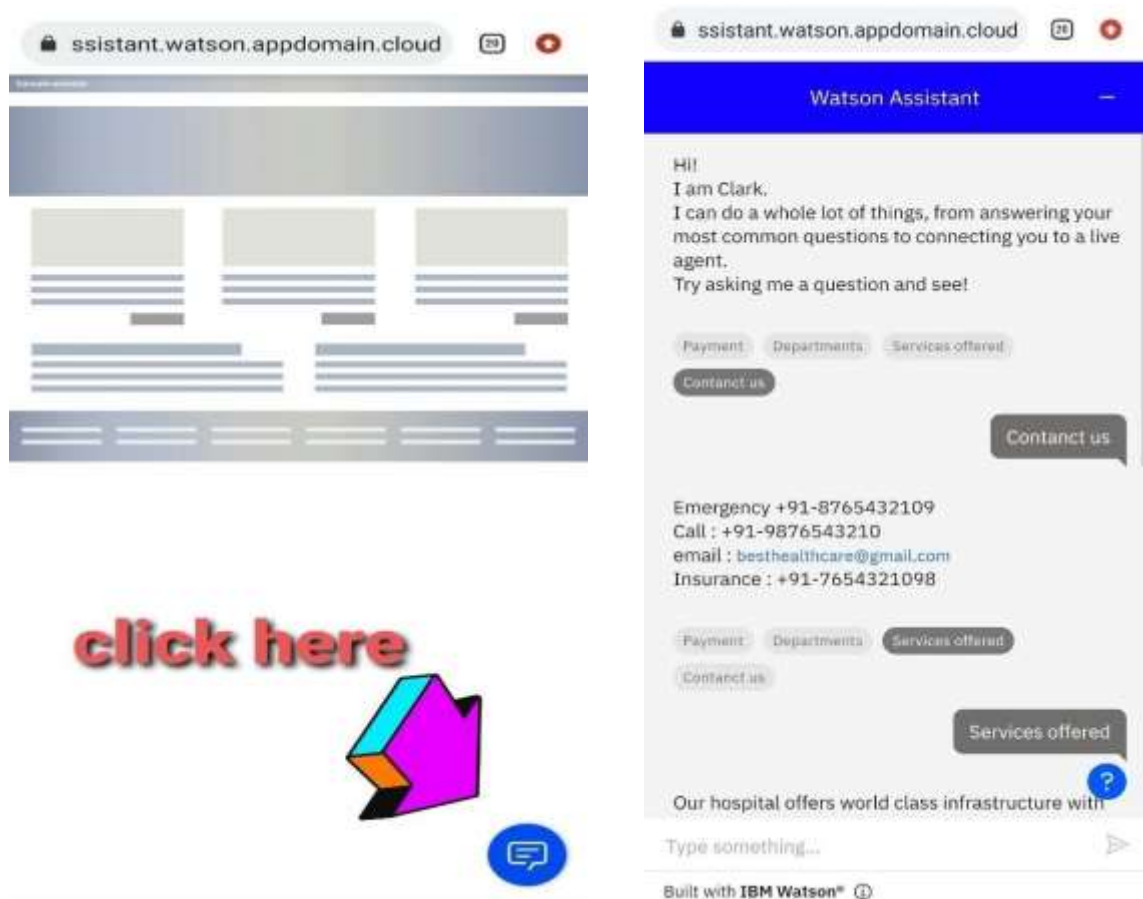 ssistant.watson.appdomain.cloud
click here
ssistant.watson.appdomain.cloud
Watson Assistant
Hi!
I am Clark.
I can do a whole lot of things, from answering your
most common questions to connecting you to a live
agent.
Try asking me a question and see!
Payment Departments Services offered
Contanct us
Contanct us
Emergency +91-8765432109
Call : +91-9876543210
email : besthealthcare@gmail.com
Insurance : +91-7654321098
Payment Departments Services offered
Contanct us
Services offered
?
Our hospital offers world class infrastructure with
Type something...
Built with IBM Watson®